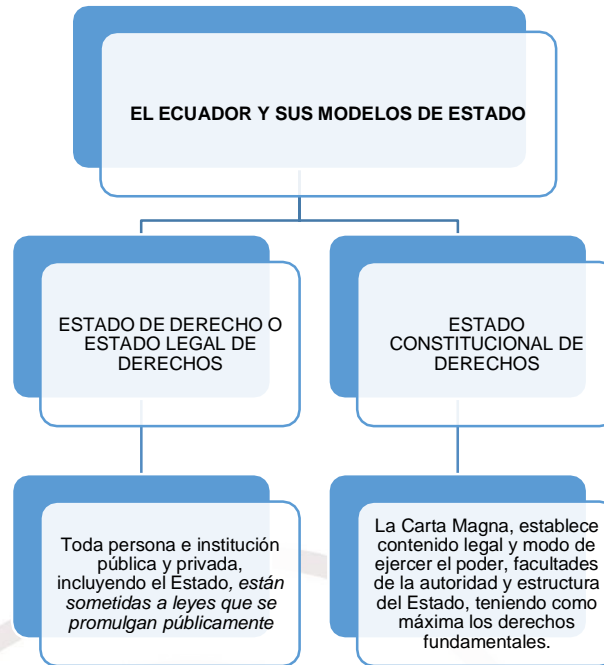 EL ECUADOR Y SUS MODELOS DE ESTADO
ESTADO DE DERECHO O
ESTADO LEGAL DE
DERECHOS
ESTADO
CONSTITUCIONAL DE
DERECHOS
Toda persona e institución
pública y privada,
incluyendo el Estado, están
sometidas a leyes que se
promulgan públicamente
La Carta Magna, establece
contenido legal y modo de
ejercer el poder, facultades
de la autoridad y estructura
del Estado, teniendo como
máxima los derechos
fundamentales.